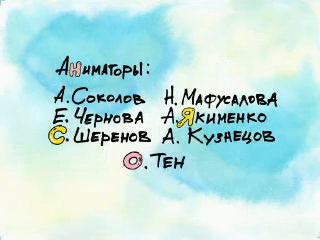 Аниматоры:
А. Соколов Н. Мафусалова
Е. Чернова А. Якименко
С. Шеренов А. Кузнецов
О. Тен